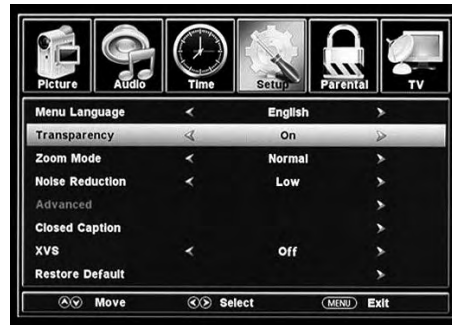 Picture Audio Time Setup Parental TV
Menu Language English
Transparency On
Zoom Mode Normal
Noise Reduction Low
Advanced
Closed Caption
XVS Off
Restore Default
Move Select MENU Exit